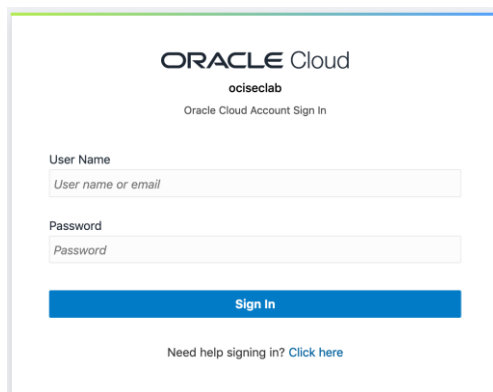 ORACLE Cloud
ociseclab
Oracle Cloud Account Sign In
User Name
User name or email
Password
Password
Sign In
Need help signing in? Click here